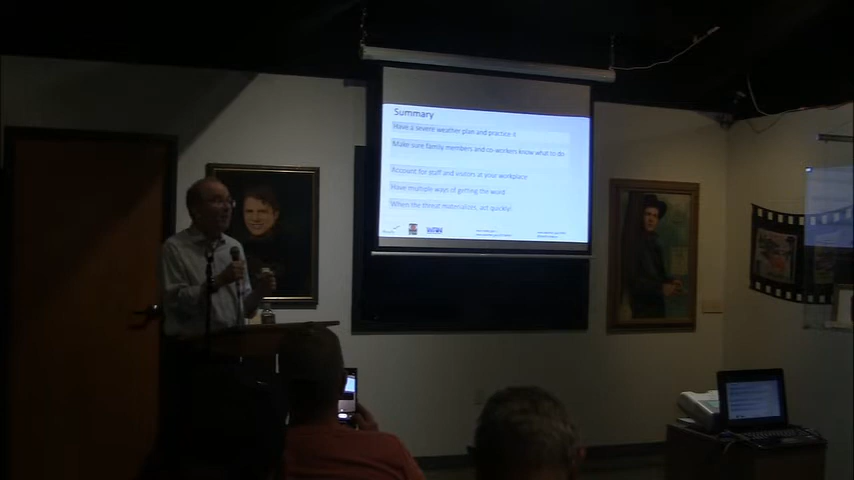 Summary
Have a severe weather plan and practice it
Make sure family members and co-workers know what to do
Account for staff and visitors at your workplace
Have multiple ways of getting the word
When the threat materializes, act quickly!